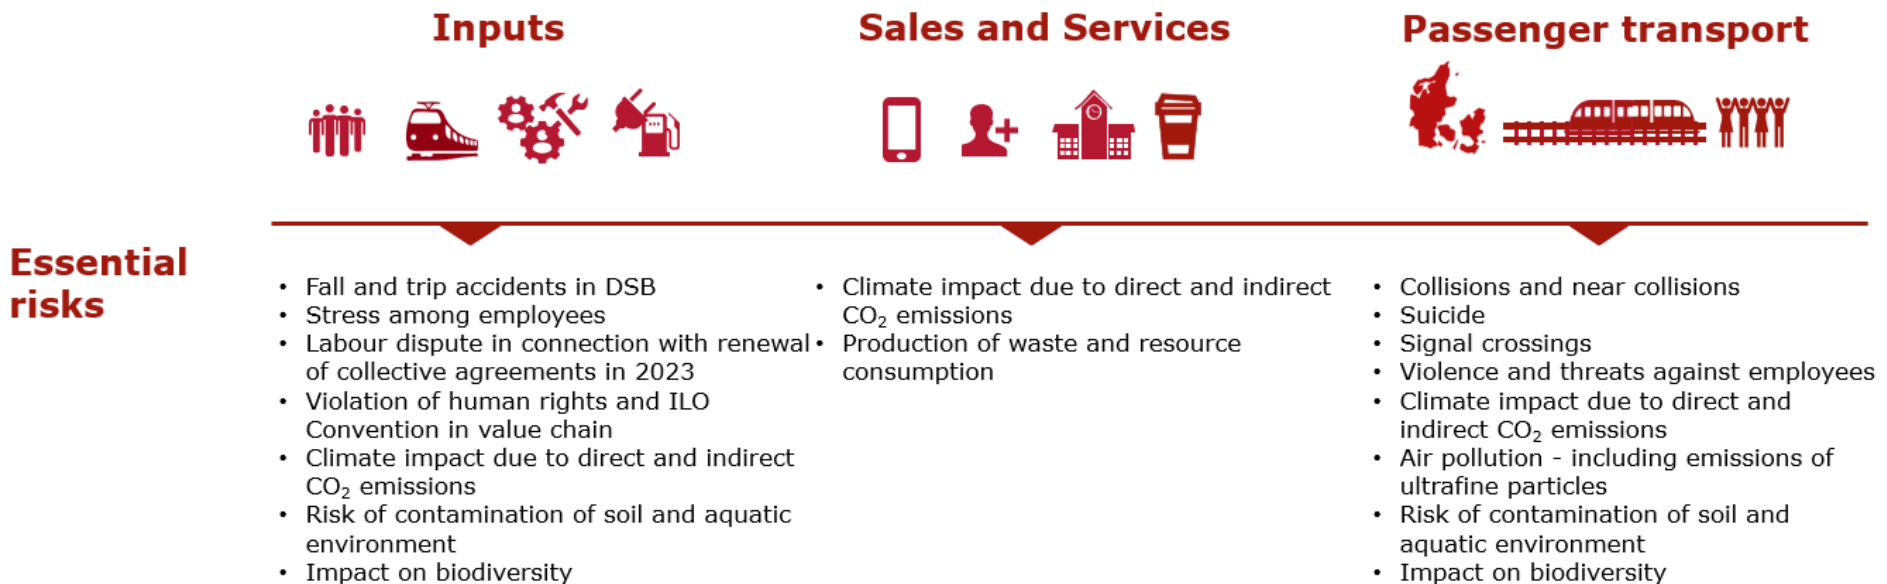 Inputs
Sales and Services
Passenger transport
Essential
risks
• Fall and trip accidents in DSB
• Stress among employees
• Labour dispute in connection with renewal
of collective agreements in 2023
• Violation of human rights and ILO
Convention in value chain
• Climate impact due to direct and indirect
CO₂ emissions
• Risk of contamination of soil and aquatic
environment
• Impact on biodiversity
• Climate impact due to direct and indirect
CO₂ emissions
• Production of waste and resource
consumption
• Collisions and near collisions
• Suicide
• Signal crossings
• Violence and threats against employees
• Climate impact due to direct and
indirect CO₂ emissions
• Air pollution - including emissions of
ultrafine particles
• Risk of contamination of soil and
aquatic environment
• Impact on biodiversity